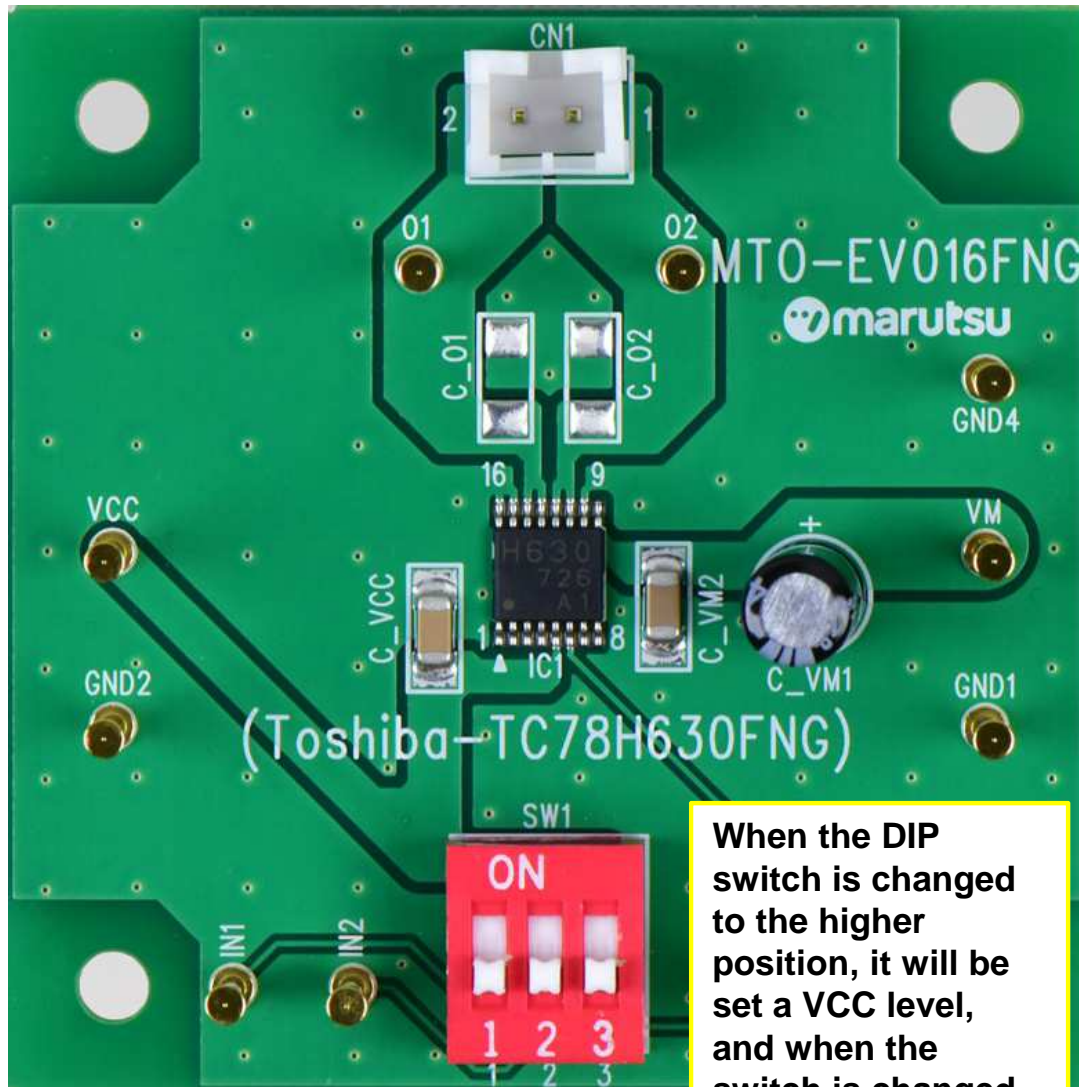 CN1
2
1
O1
O2
MTO-EV016FNG
marutsu
C_O1
C_O2
GND4
16
9
VCC
VM
+
H630
726
A1
C_VCC
C_VM2
1
8
IC1
C_VM1
GND2
GND1
(Toshiba-TC78H630FNG)
SW1
ON
IN1
IN2
1 2 3
1 2 3
When the DIP
switch is changed
to the higher
position, it will be
set a VCC level,
and when the
switch is changed